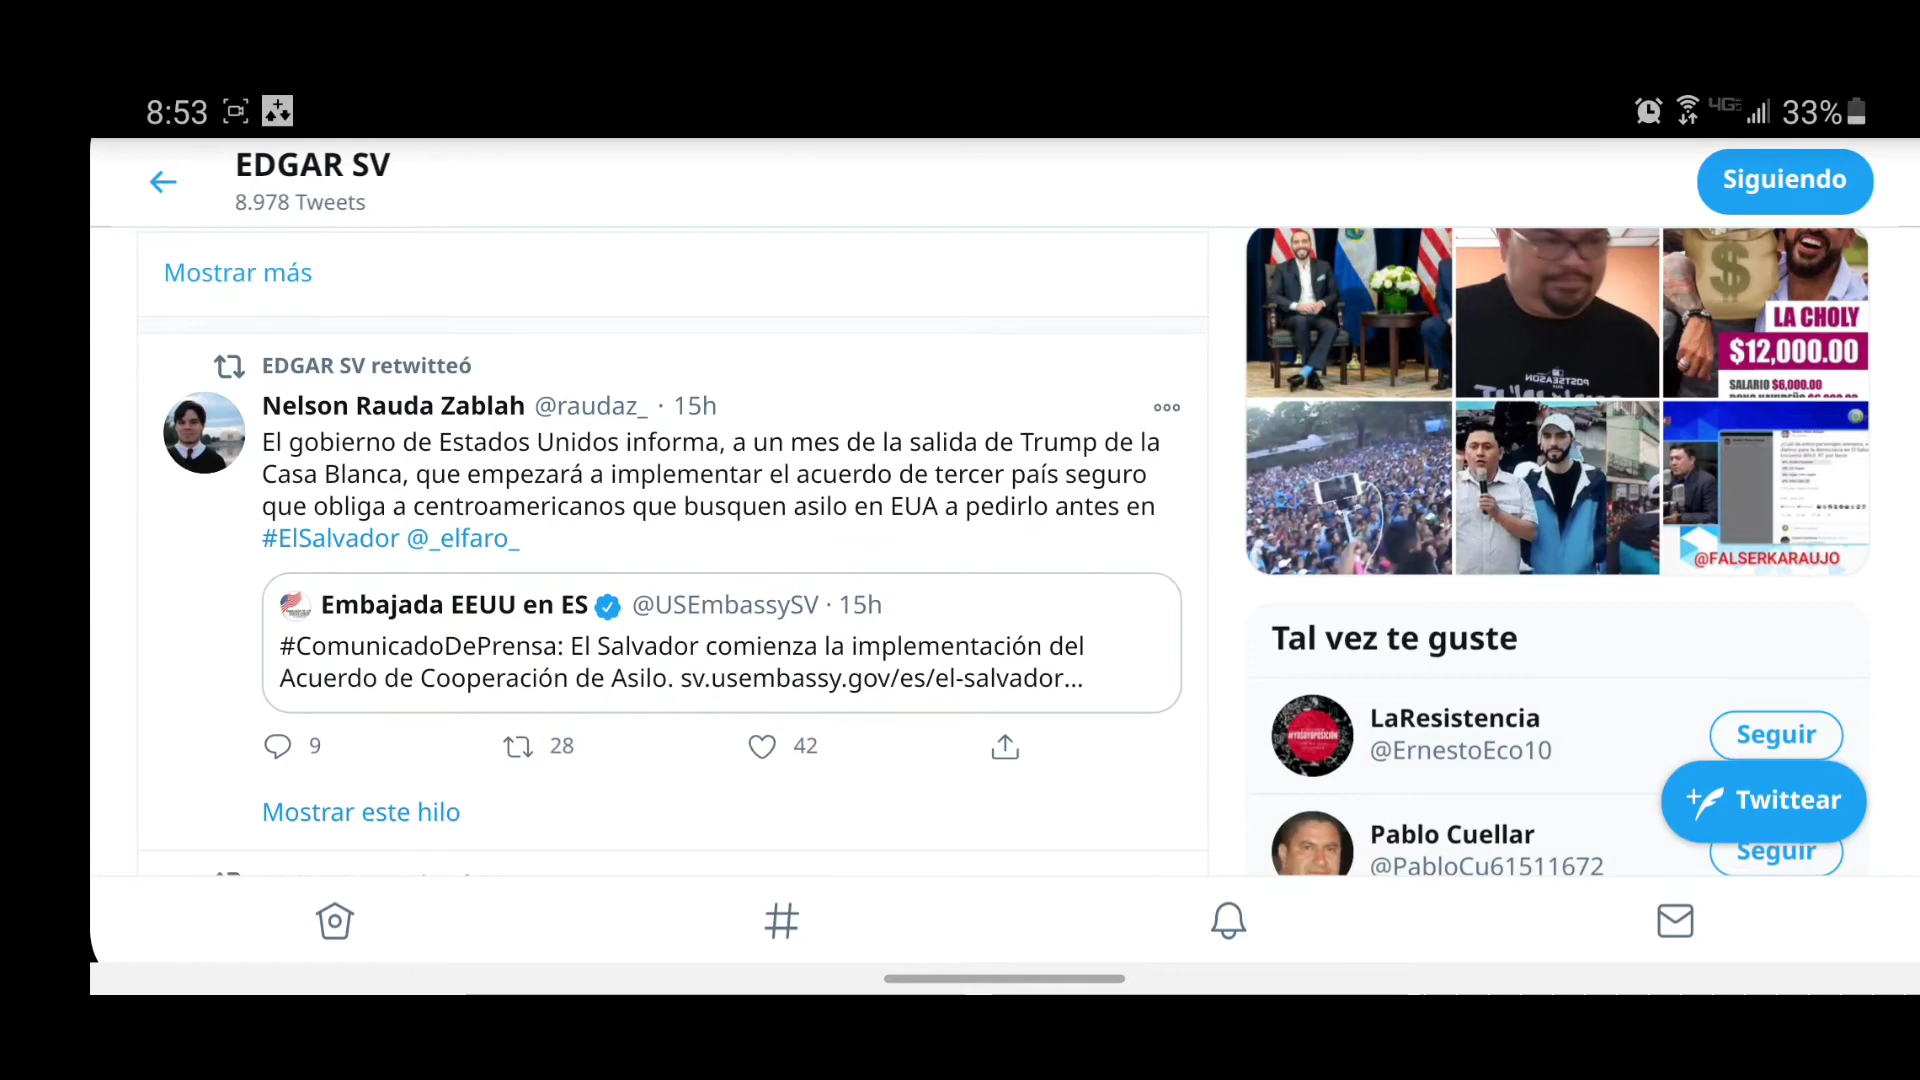 8:53
4GE
33%
EDGAR SV
8.978 Tweets
Siguiendo
Mostrar más
EDGAR SV retwitteó
Nelson Rauda Zablah @raudaz_ · 15h
El gobierno de Estados Unidos informa, a un mes de la salida de Trump de la
Casa Blanca, que empezará a implementar el acuerdo de tercer país seguro
que obliga a centroamericanos que busquen asilo en EUA a pedirlo antes en
#ElSalvador @_elfaro_
Embajada EEUU en ES @USEmbassySV · 15h
#ComunicadoDePrensa: El Salvador comienza la implementación del
Acuerdo de Cooperación de Asilo. sv.usembassy.gov/es/el-salvador...
9
28
42
Mostrar este hilo
POSTSEASON
$
LA CHOLY
$12,000.00
SALARIO $6,000.00
@FALSERKARAUJO
Tal vez te guste
#YOSOYOPOSICIÓN
LaResistencia
@ErnestoEco10
Seguir
Twittear
Pablo Cuellar
@PabloCu61511672
Seguir